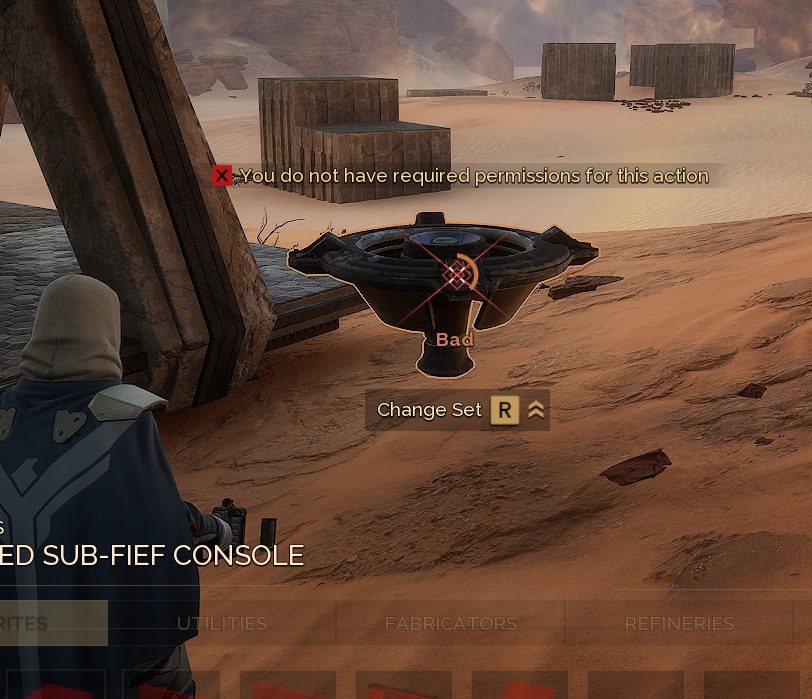 You do not have required permissions for this action
Bad
Change Set R
S
ED SUB-FIEF CONSOLE
RITES
UTILITIES
FABRICATORS
REFINERIES